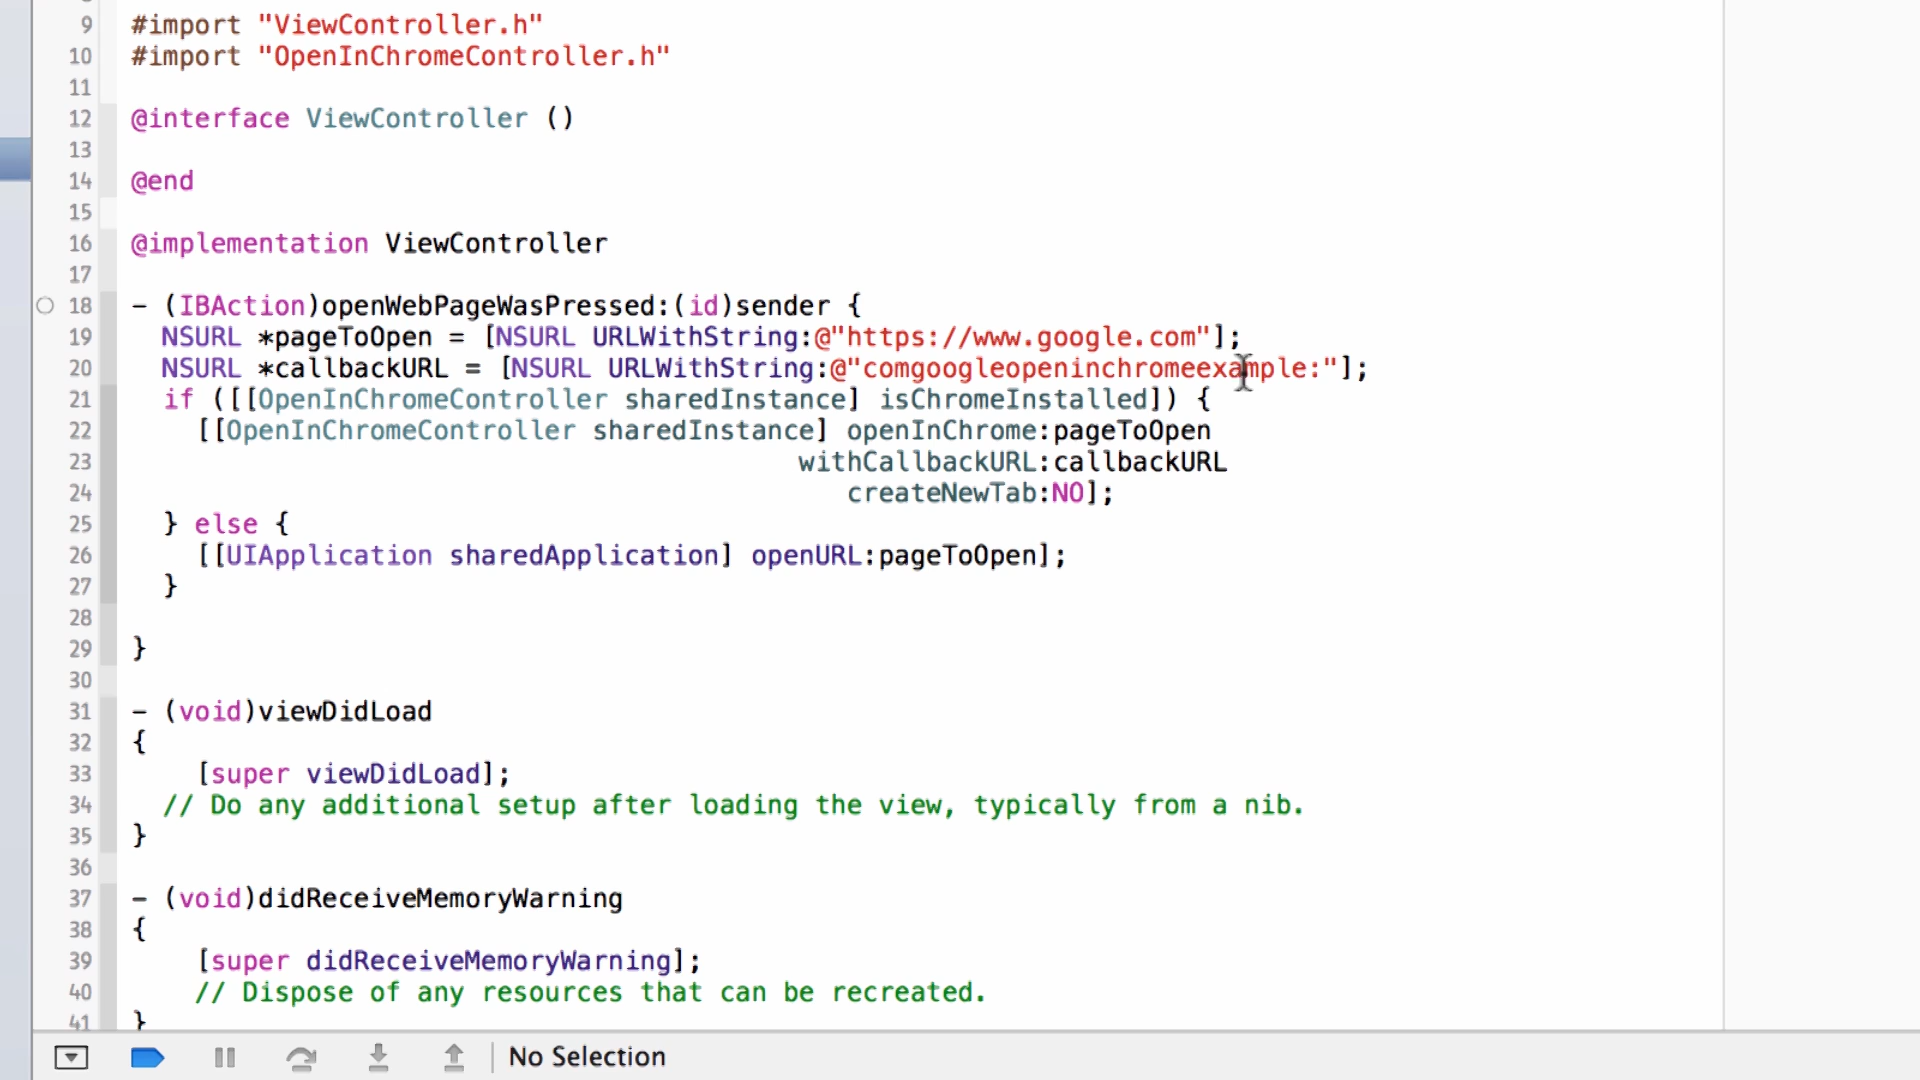 9 #import "ViewController.h"
10 #import "OpenInChromeController.h"
11
12 @interface ViewController ()
13
14 @end
15
16 @implementation ViewController
17
18 - (IBAction)openWebPageWasPressed:(id)sender {
19 NSURL *pageToOpen = [NSURL URLWithString:@"https://www.google.com"];
20 NSURL *callbackURL = [NSURL URLWithString:@"comgoogleopeninchromeexample:"];
21 if ([[OpenInChromeController sharedInstance] isChromeInstalled]) {
22 [[OpenInChromeController sharedInstance] openInChrome:pageToOpen
23 withCallbackURL:callbackURL
24 createNewTab:NO];
25 } else {
26 [[UIApplication sharedApplication] openURL:pageToOpen];
27 }
28
29 }
30
31 - (void)viewDidLoad
32 {
33 [super viewDidLoad];
34 // Do any additional setup after loading the view, typically from a nib.
35 }
36
37 - (void)didReceiveMemoryWarning
38 {
39 [super didReceiveMemoryWarning];
40 // Dispose of any resources that can be recreated.
41 }
No Selection